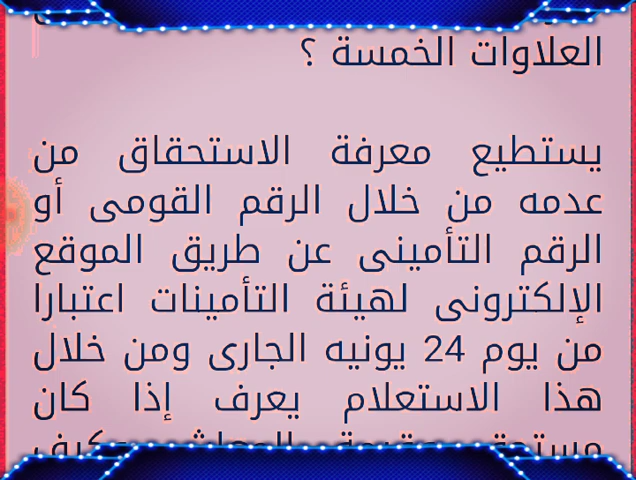 العلاوات الخمسة ؟
يستطيع معرفة الاستحقاق من
عدمه من خلال الرقم القومى أو
الرقم التأمينى عن طريق الموقع
الإلكترونى لهيئة التأمينات اعتبارا
من يوم 24 يونيه الجارى ومن خلال
هذا الاستعلام يعرف إذا كان